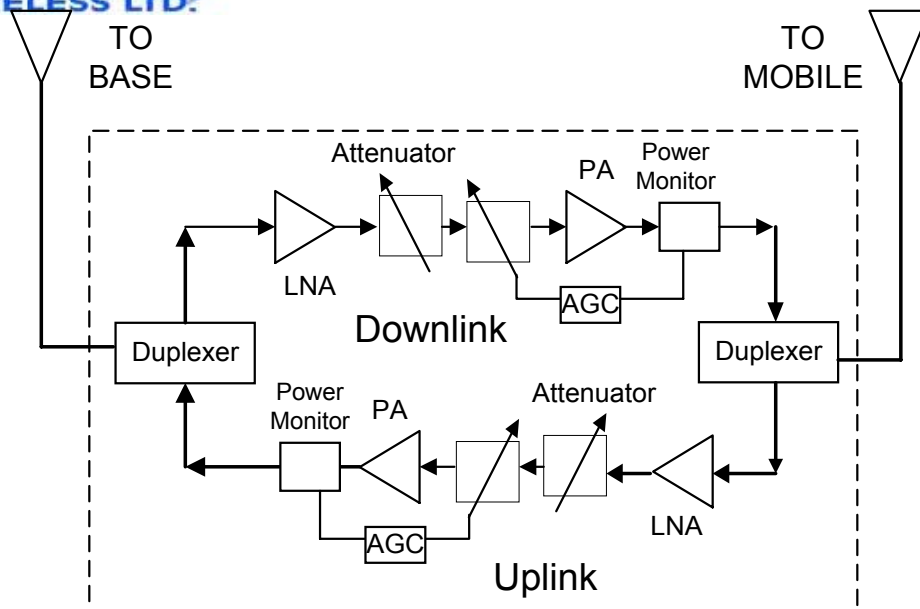 LTD.
TO
BASE
TO
MOBILE
Attenuator
PA
Power
Monitor
LNA
AGC
Downlink
Duplexer
Duplexer
Power
Monitor
PA
Attenuator
LNA
AGC
Uplink